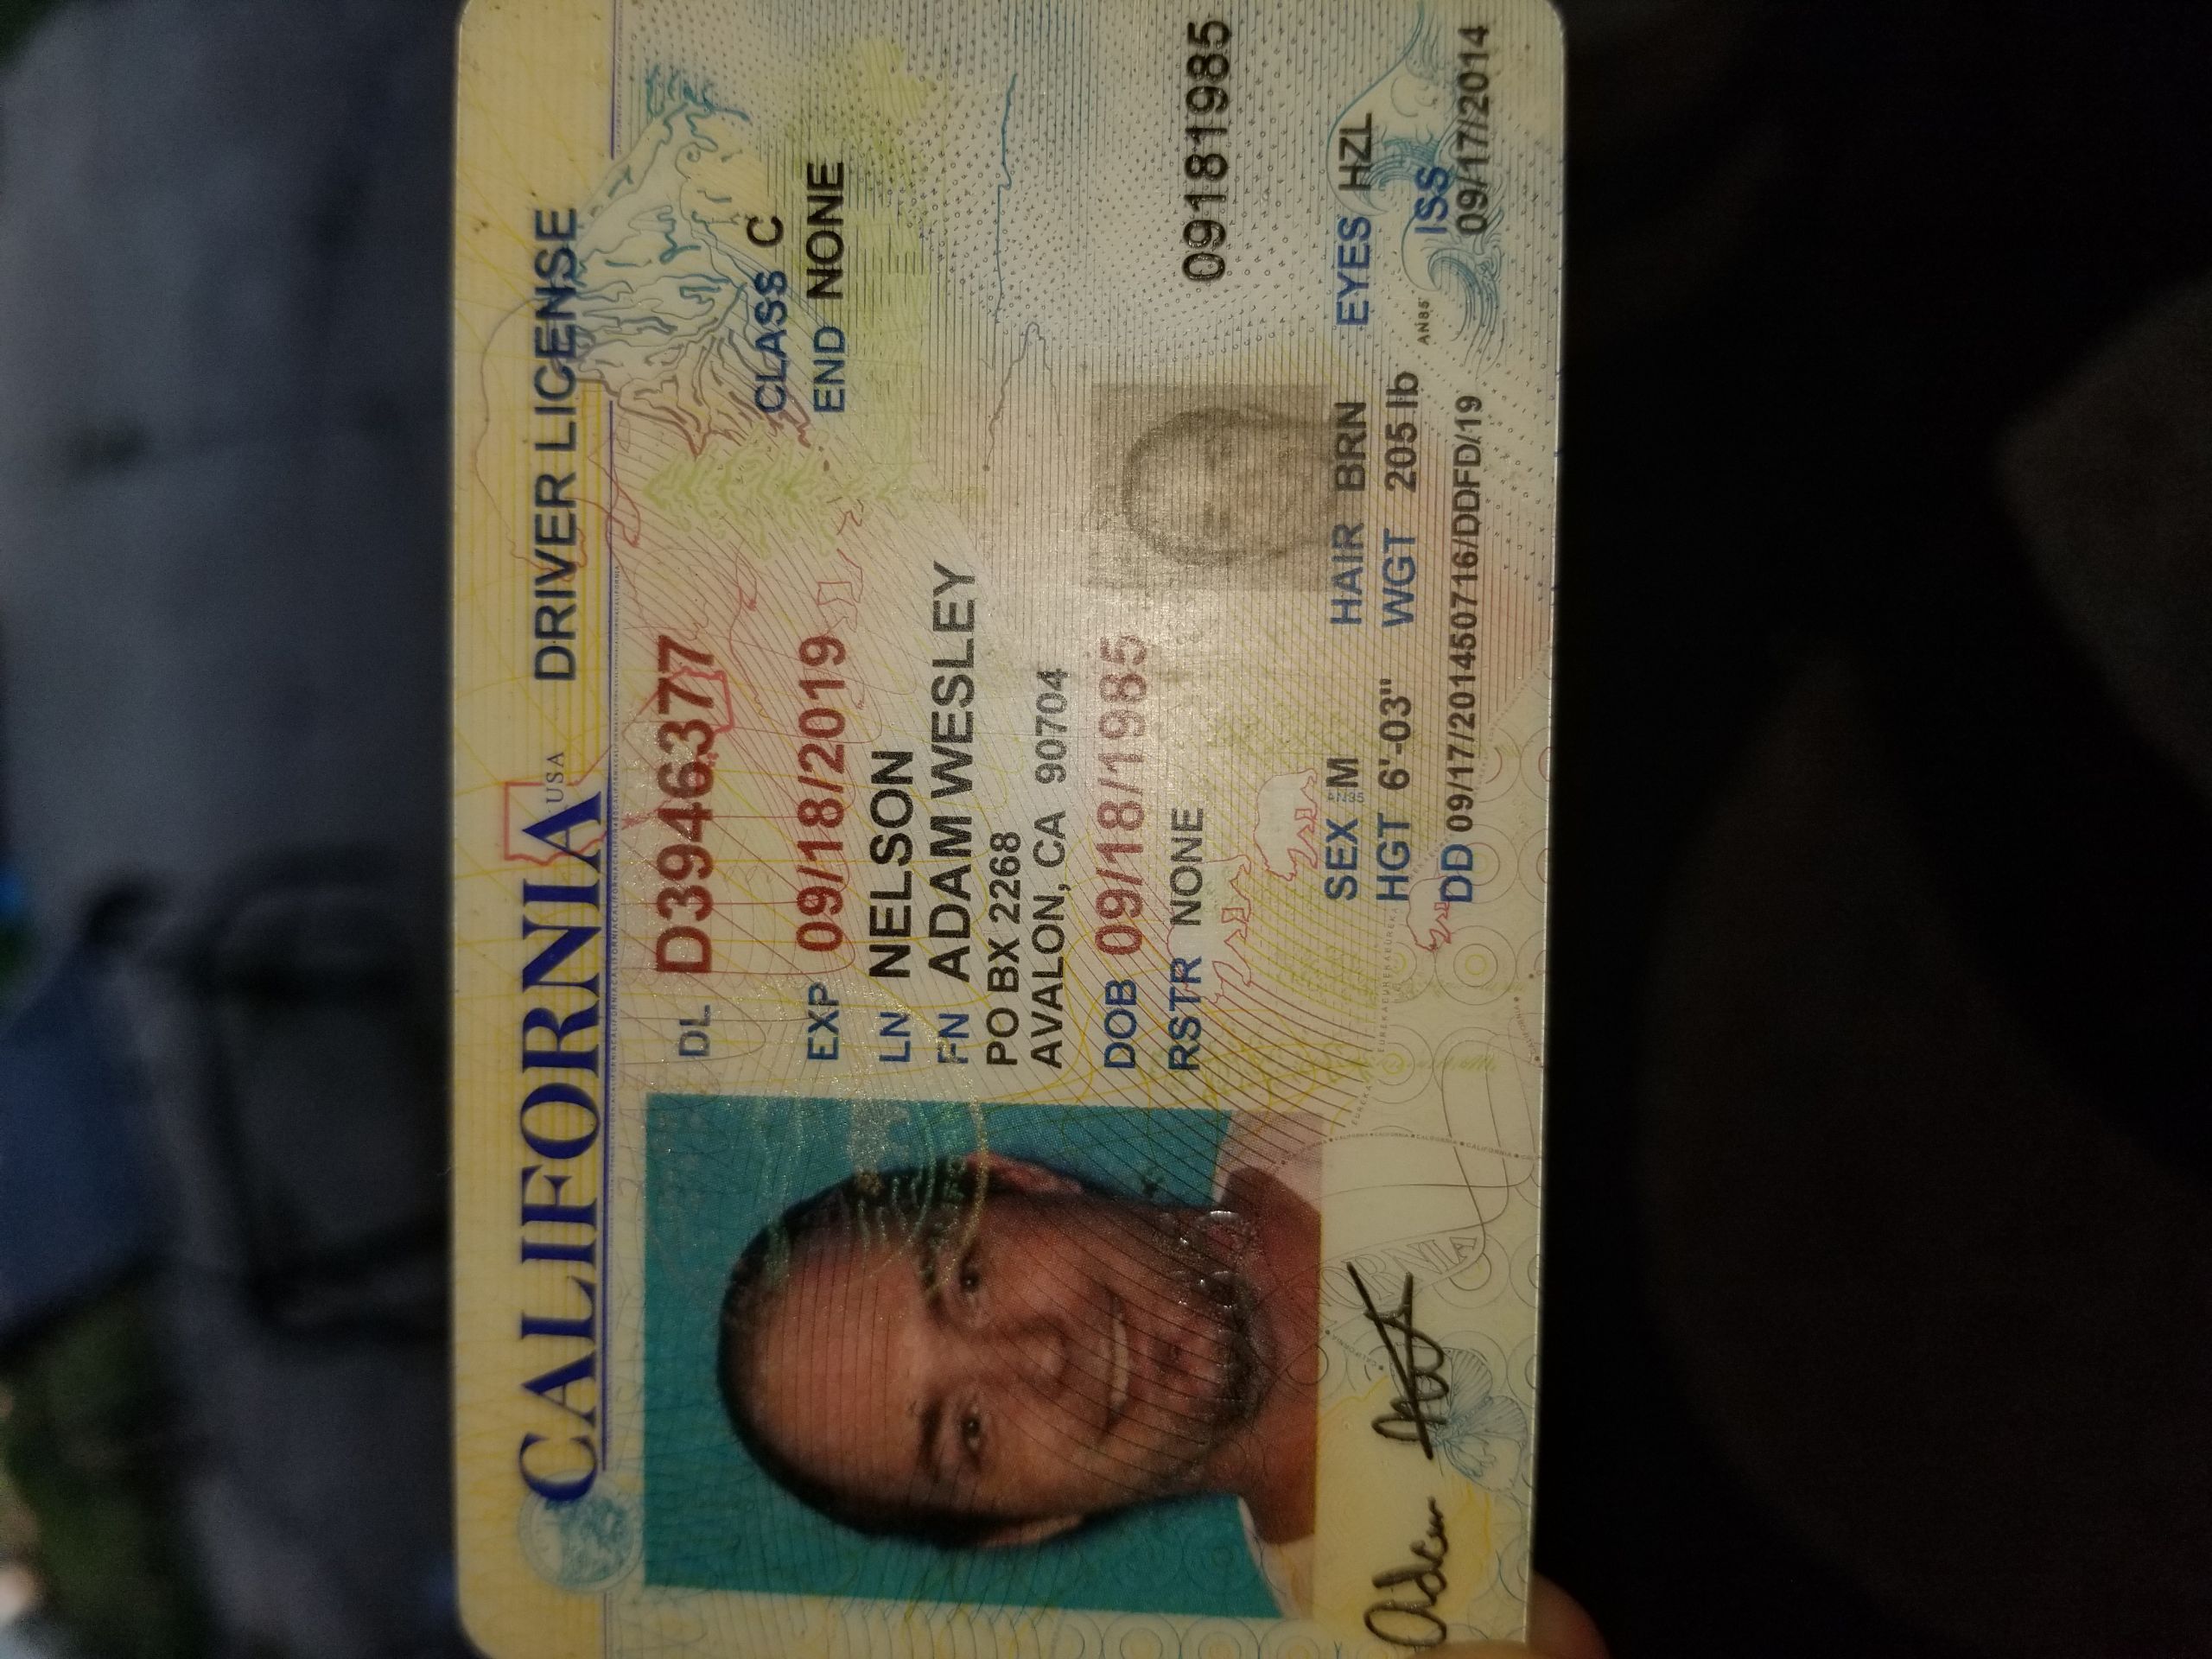 CALIFORNIA USA DRIVER LICENSE
DL D3946377
CLASS C
EXP 09/18/2019
END NONE
LN NELSON
FN ADAM WESLEY
PO BX 2268
AVALON, CA 90704
DOB 09/18/1985
RSTR NONE
09181985
SEX M HAIR BRN EYES HZL
HGT 6'-03" WGT 205 lb
AN85
ISS
DD 09/17/201450716/DDFD/19
09/17/2014
Adam